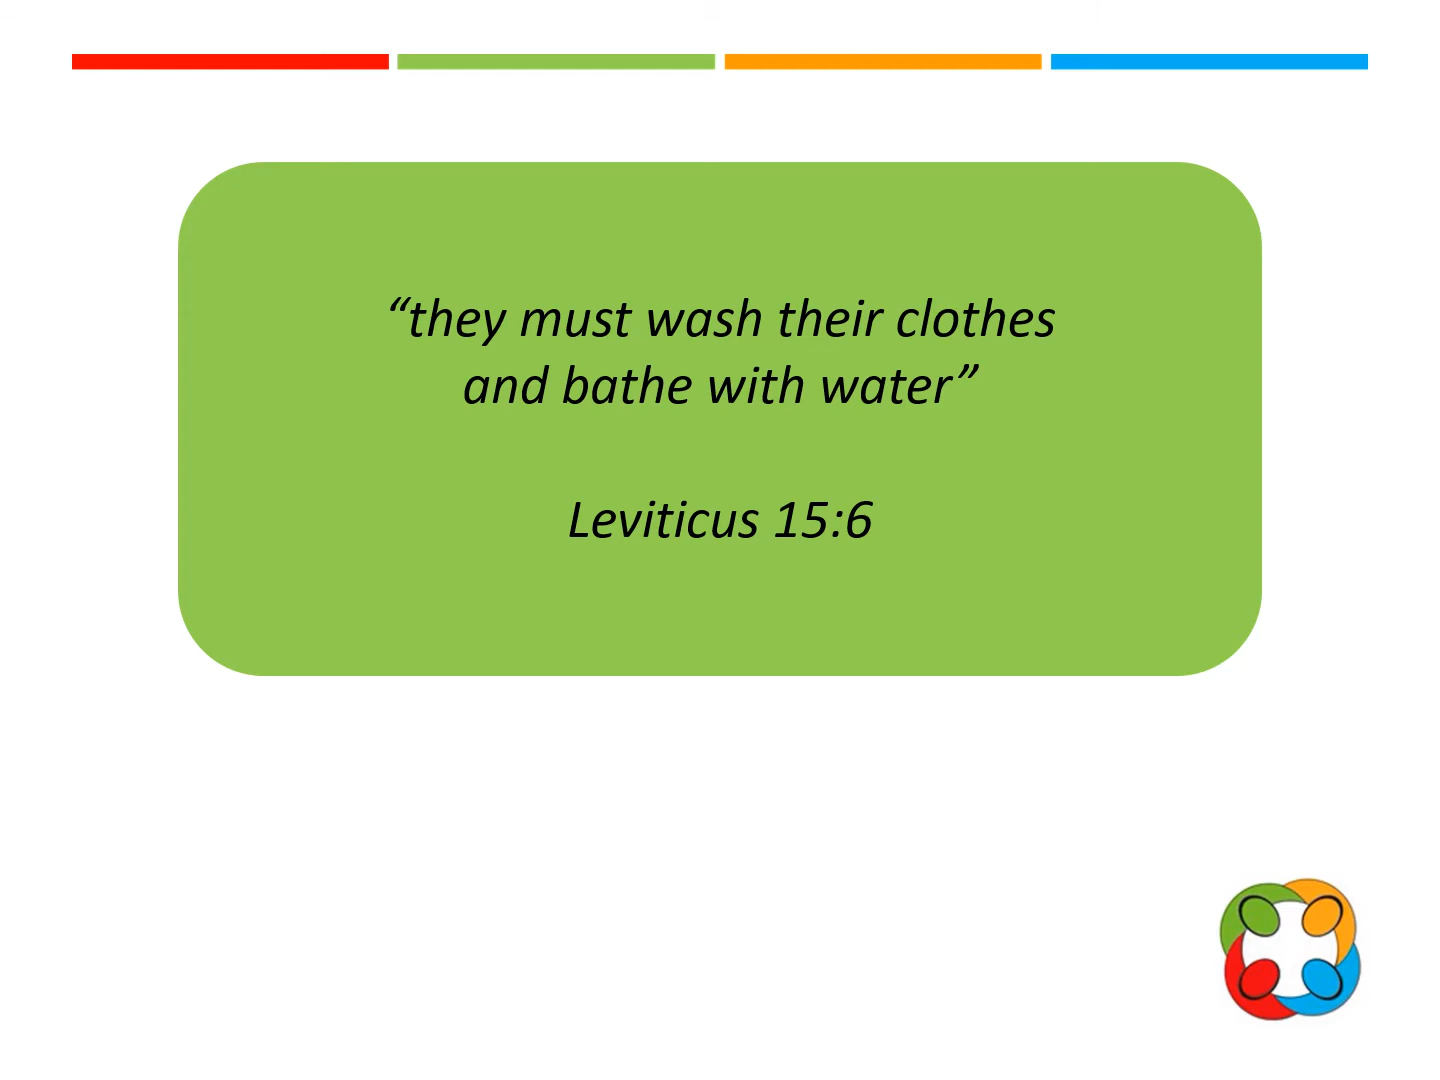 “they must wash their clothes
and bathe with water”
Leviticus 15:6